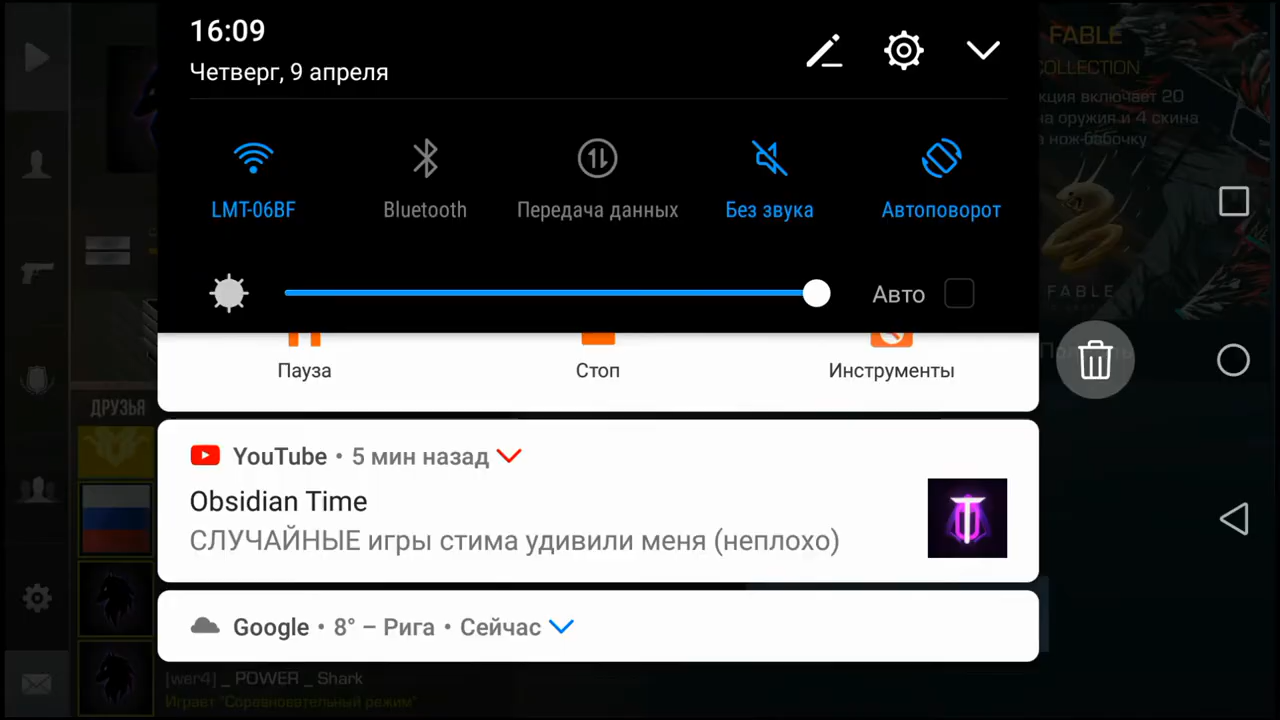 16:09
Четверг, 9 апреля
LMT-06BF
Bluetooth
Передача данных
Без звука
Автоповорот
Авто
Пауза
Стоп
Инструменты
YouTube • 5 мин назад
Obsidian Time
СЛУЧАЙНЫЕ игры стима удивили меня (неплохо)
Google • 8° – Рига • Сейчас
FABLE
COLLECTION
кция включает 20
на оружия и 4 скина
нож-бабочку
FABLE
ДРУЗЬЯ
[wer4] _ POWER _ Shark
Играет "Соревновательный режим"